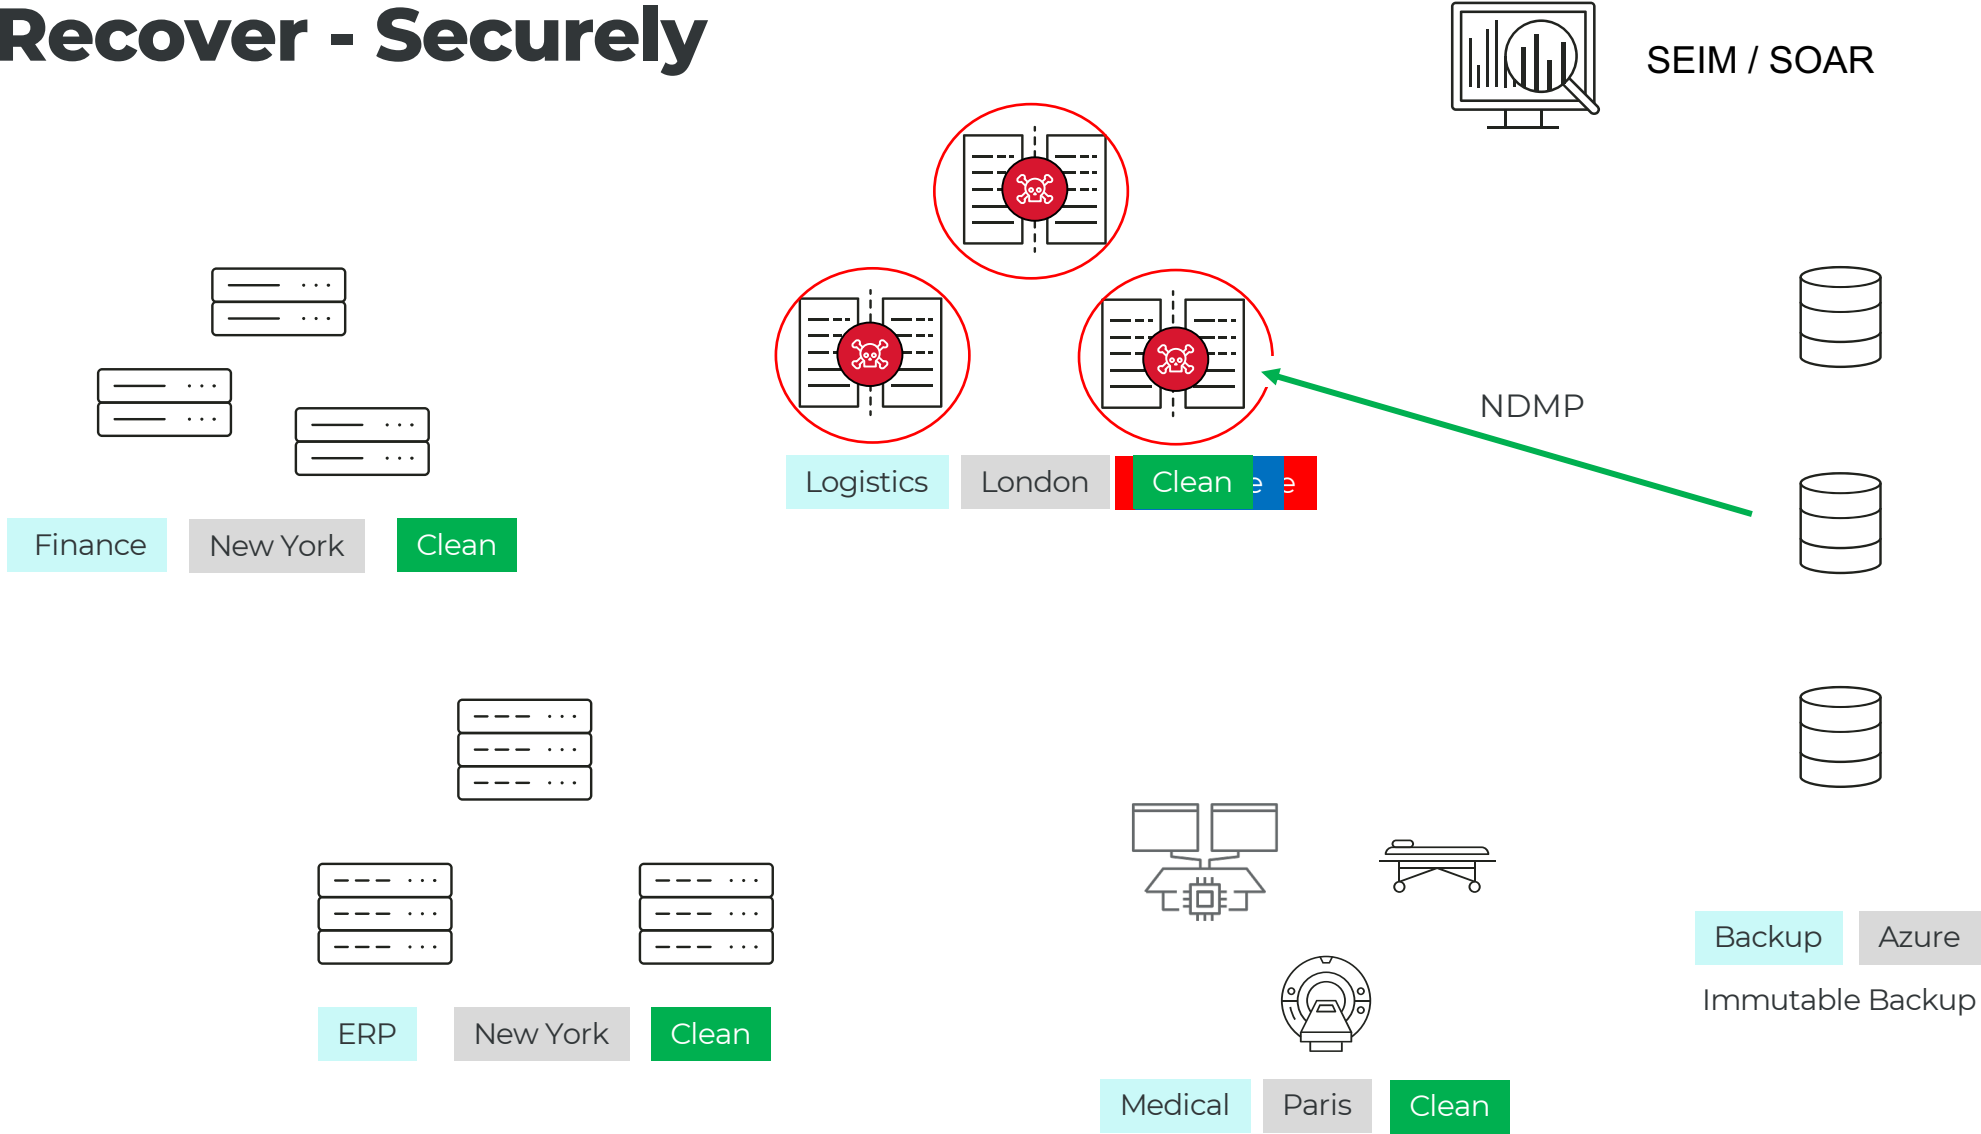 Recover - Securely
SEIM / SOAR
NDMP
Logistics London Clean e e
Finance New York Clean
Backup Azure
Immutable Backup
ERP New York Clean
Medical Paris Clean